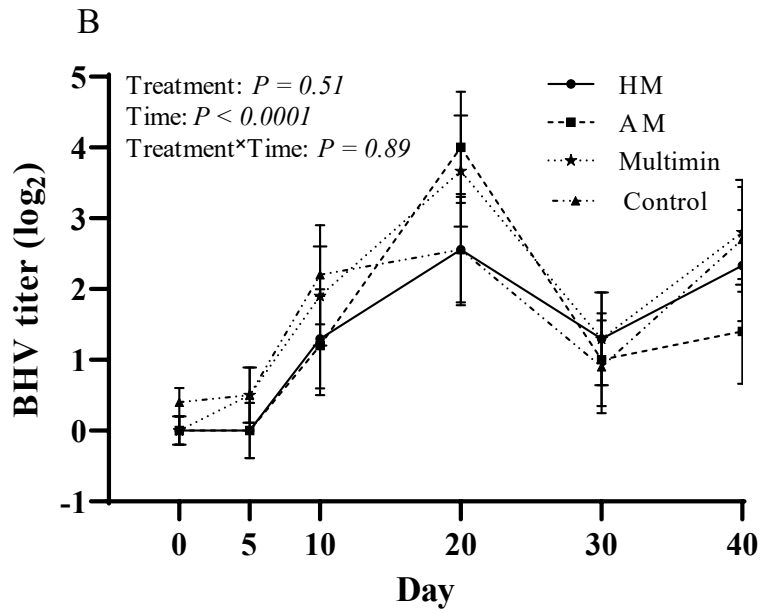 B
Treatment: P = 0.51
Time: P < 0.0001
Treatment×Time: P = 0.89
HM
AM
Multimin
Control
BHV titer (log2)
5
4
3
2
1
0
-1
0 5 10 20 30 40
Day